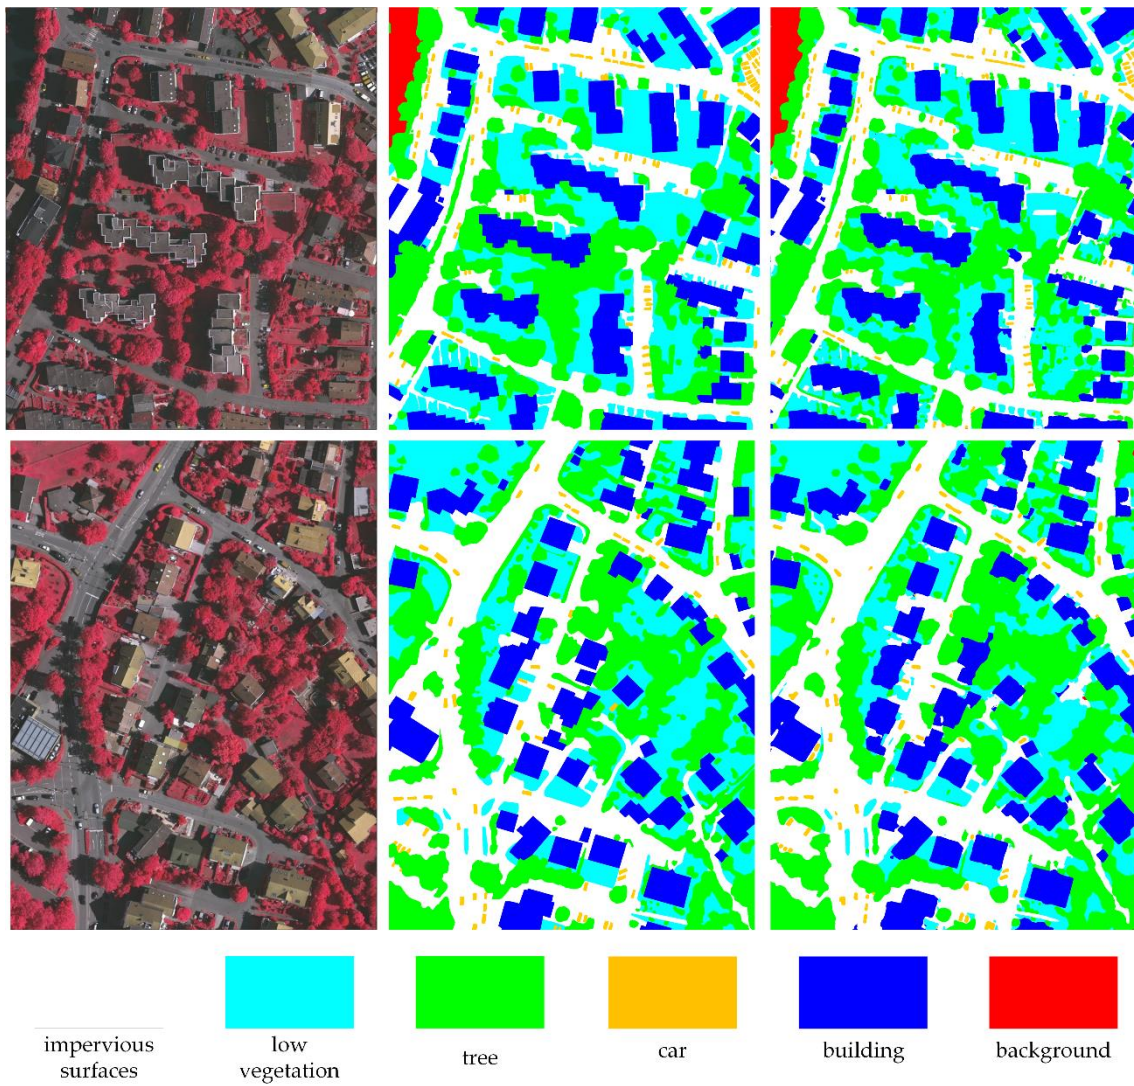 impervious
surfaces
low
vegetation
tree
car
building
background